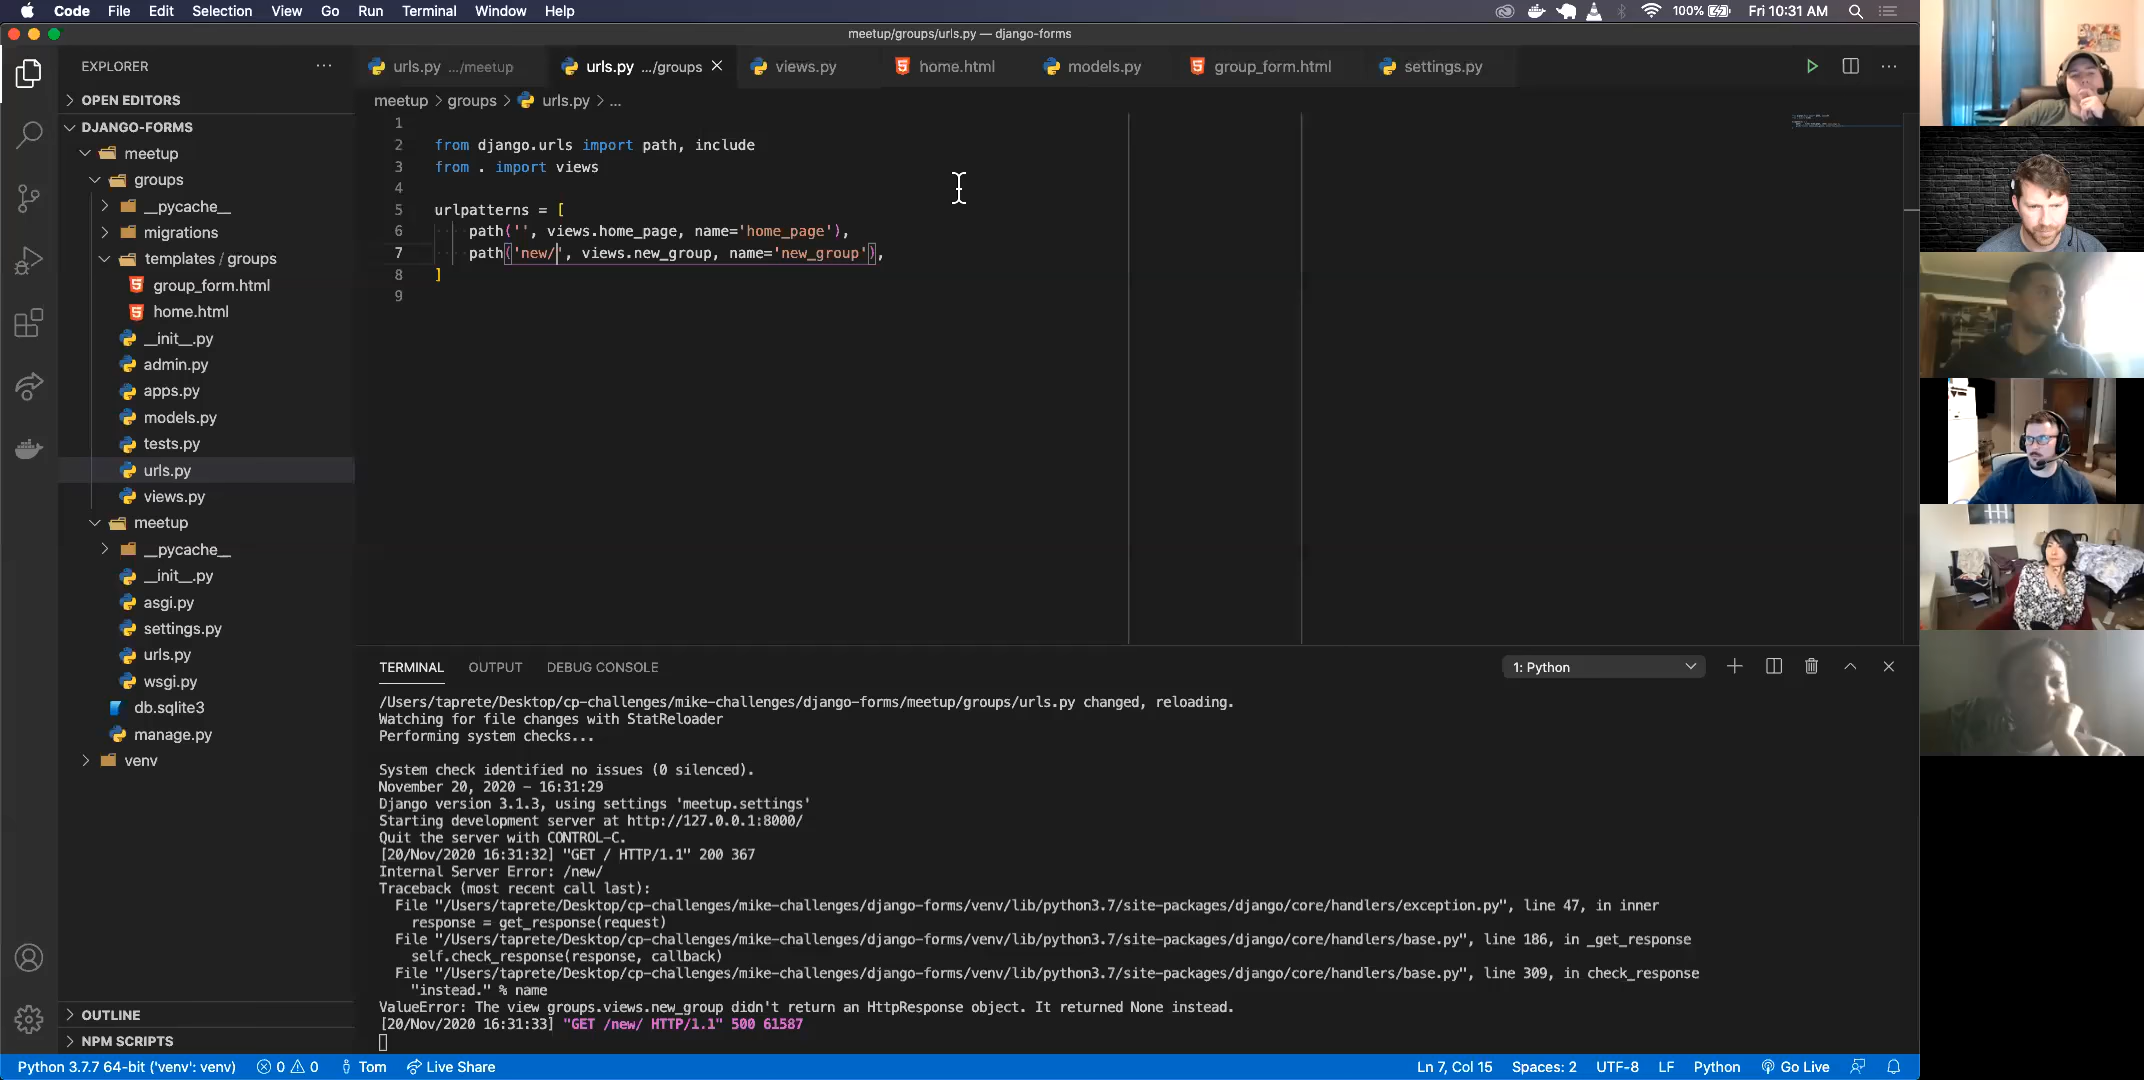 Code File Edit Selection View Go Run Terminal Window Help 100% Fri 10:31 AM
meetup/groups/urls.py — django-forms
EXPLORER
urls.py .../meetup urls.py .../groups views.py home.html models.py group_form.html settings.py
OPEN EDITORS
meetup > groups > urls.py > ...
DJANGO-FORMS
meetup
groups
__pycache__
migrations
templates / groups
group_form.html
home.html
__init__.py
admin.py
apps.py
models.py
tests.py
urls.py
views.py
meetup
__pycache__
__init__.py
asgi.py
settings.py
urls.py
wsgi.py
db.sqlite3
manage.py
venv
OUTLINE
NPM SCRIPTS
1
2 from django.urls import path, include
3 from . import views
4
5 urlpatterns = [
6 path('', views.home_page, name='home_page'),
7 path('new/', views.new_group, name='new_group'),
8 ]
9
TERMINAL OUTPUT DEBUG CONSOLE 1: Python
/Users/taprete/Desktop/cp-challenges/mike-challenges/django-forms/meetup/groups/urls.py changed, reloading.
Watching for file changes with StatReloader
Performing system checks...
System check identified no issues (0 silenced).
November 20, 2020 - 16:31:29
Django version 3.1.3, using settings 'meetup.settings'
Starting development server at http://127.0.0.1:8000/
Quit the server with CONTROL-C.
[20/Nov/2020 16:31:32] "GET / HTTP/1.1" 200 367
Internal Server Error: /new/
Traceback (most recent call last):
File "/Users/taprete/Desktop/cp-challenges/mike-challenges/django-forms/venv/lib/python3.7/site-packages/django/core/handlers/exception.py", line 47, in inner
response = get_response(request)
File "/Users/taprete/Desktop/cp-challenges/mike-challenges/django-forms/venv/lib/python3.7/site-packages/django/core/handlers/base.py", line 186, in _get_response
self.check_response(response, callback)
File "/Users/taprete/Desktop/cp-challenges/mike-challenges/django-forms/venv/lib/python3.7/site-packages/django/core/handlers/base.py", line 309, in check_response
"instead." % name
ValueError: The view groups.views.new_group didn't return an HttpResponse object. It returned None instead.
[20/Nov/2020 16:31:33] "GET /new/ HTTP/1.1" 500 61587
Python 3.7.7 64-bit ('venv': venv) 0 0 Tom Live Share Ln 7, Col 15 Spaces: 2 UTF-8 LF Python Go Live